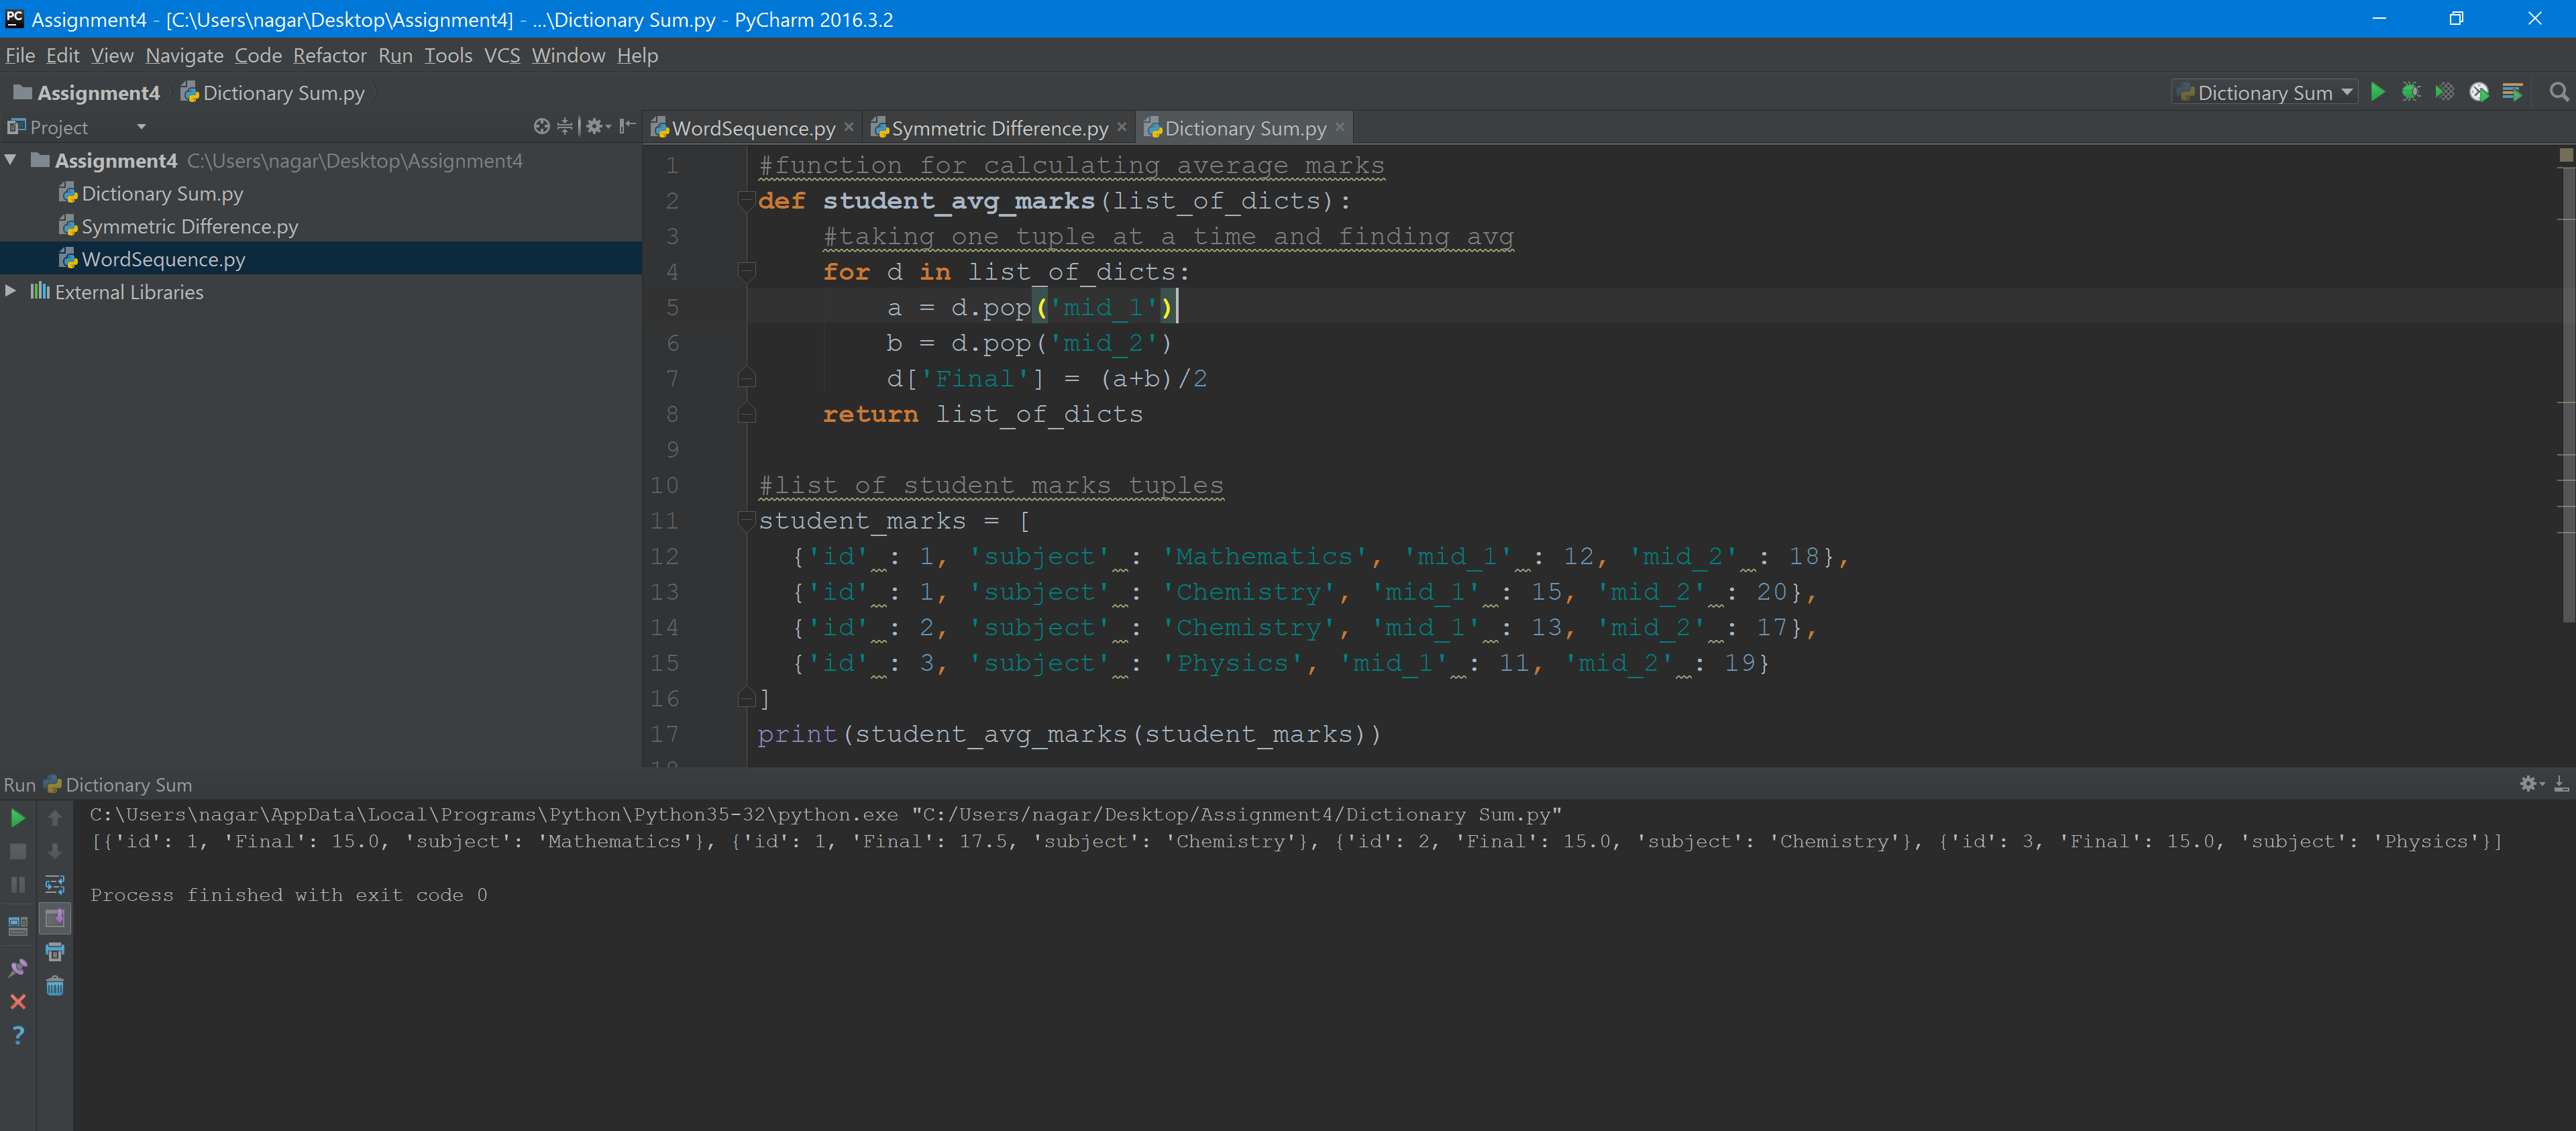 PC Assignment4 - [C:\Users\nagar\Desktop\Assignment4] - ...\Dictionary Sum.py - PyCharm 2016.3.2
File Edit View Navigate Code Refactor Run Tools VCS Window Help
Assignment4 Dictionary Sum.py
Dictionary Sum
Project
Assignment4 C:\Users\nagar\Desktop\Assignment4
Dictionary Sum.py
Symmetric Difference.py
WordSequence.py
External Libraries
WordSequence.py Symmetric Difference.py Dictionary Sum.py
1 #function for calculating average marks
2 def student_avg_marks(list_of_dicts):
3 #taking one tuple at a time and finding avg
4 for d in list_of_dicts:
5 a = d.pop('mid_1')
6 b = d.pop('mid_2')
7 d['Final'] = (a+b)/2
8 return list_of_dicts
9
10 #list of student marks tuples
11 student_marks = [
12 {'id' : 1, 'subject' : 'Mathematics', 'mid_1' : 12, 'mid_2' : 18},
13 {'id' : 1, 'subject' : 'Chemistry', 'mid_1' : 15, 'mid_2' : 20},
14 {'id' : 2, 'subject' : 'Chemistry', 'mid_1' : 13, 'mid_2' : 17},
15 {'id' : 3, 'subject' : 'Physics', 'mid_1' : 11, 'mid_2' : 19}
16 ]
17 print(student_avg_marks(student_marks))
Run Dictionary Sum
C:\Users\nagar\AppData\Local\Programs\Python\Python35-32\python.exe "C:/Users/nagar/Desktop/Assignment4/Dictionary Sum.py"
[{'id': 1, 'Final': 15.0, 'subject': 'Mathematics'}, {'id': 1, 'Final': 17.5, 'subject': 'Chemistry'}, {'id': 2, 'Final': 15.0, 'subject': 'Chemistry'}, {'id': 3, 'Final': 15.0, 'subject': 'Physics'}]
Process finished with exit code 0